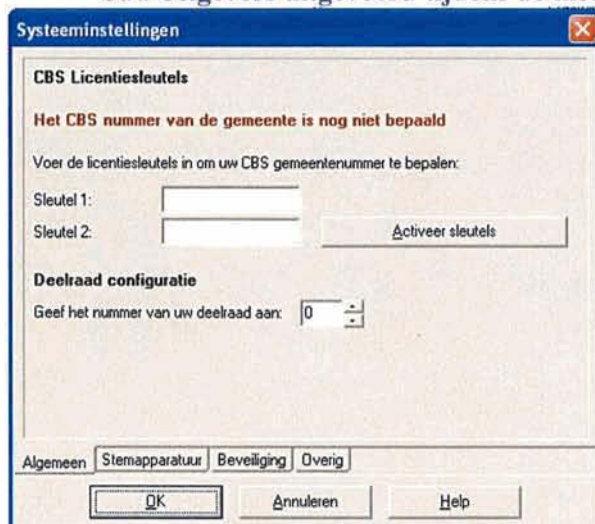 Systeeminstellingen
CBS Licentiesleutels
Het CBS nummer van de gemeente is nog niet bepaald
Voer de licentiesleutels in om uw CBS gemeentenummer te bepalen:
Sleutel 1:
Sleutel 2:
Activeer sleutels
Deelraad configuratie
Geef het nummer van uw deelraad aan: 0
Algemeen Stemapparatuur Beveiliging Overig
OK Annuleren Help